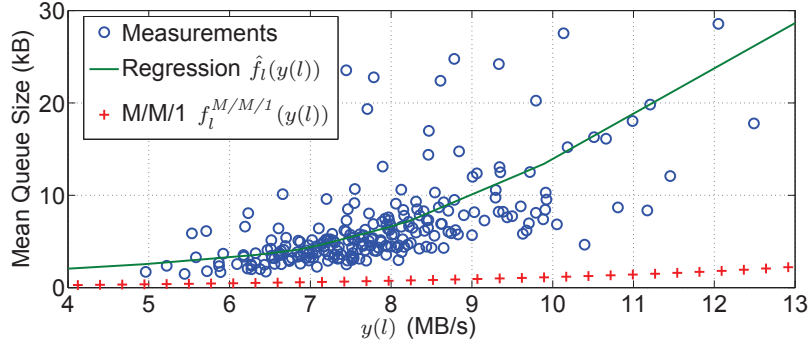 Mean Queue Size (kB)
30
20
10
0
Measurements
Regression f̂_l(y(l))
M/M/1 f_l^{M/M/1}(y(l))
4 5 6 7 8 9 10 11 12 13
y(l) (MB/s)